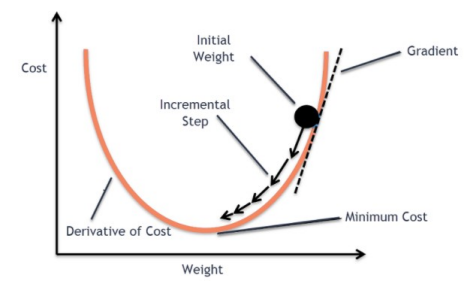 Initial
Weight
Gradient
Cost
Incremental
Step
Minimum Cost
Derivative of Cost
Weight